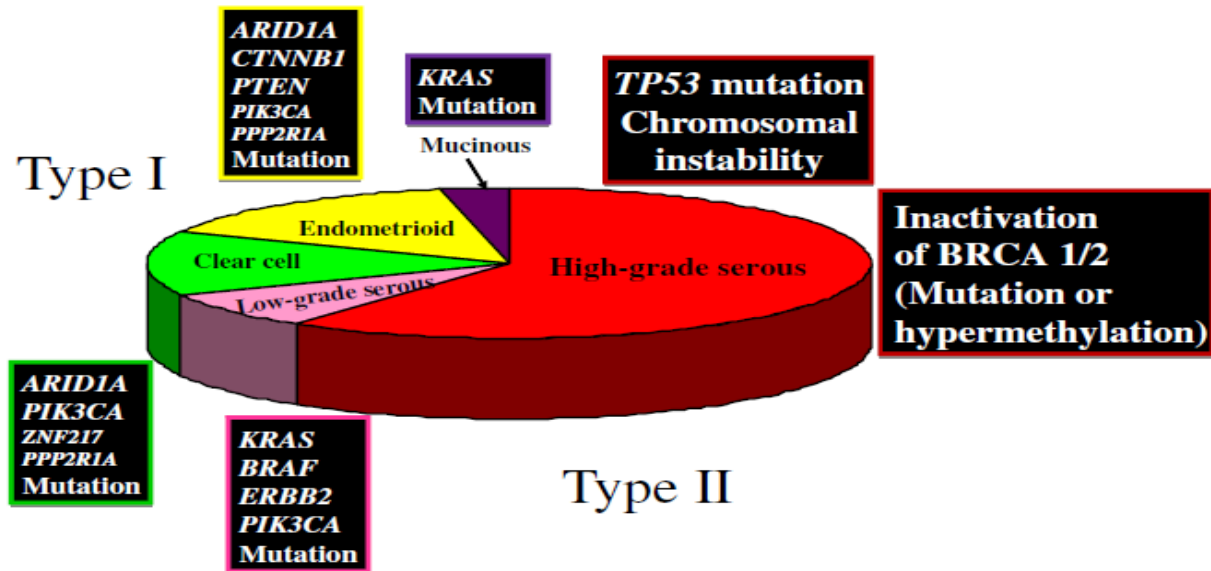 ARID1A
CTNNB1
PTEN
PIK3CA
PPP2R1A
Mutation
KRAS
Mutation
Mucinous
TP53 mutation
Chromosomal
instability
Type I
Endometrioid
Clear cell
Low-grade serous
High-grade serous
Inactivation
of BRCA 1/2
(Mutation or
hypermethylation)
ARID1A
PIK3CA
ZNF217
PPP2R1A
Mutation
KRAS
BRAF
ERBB2
PIK3CA
Mutation
Type II